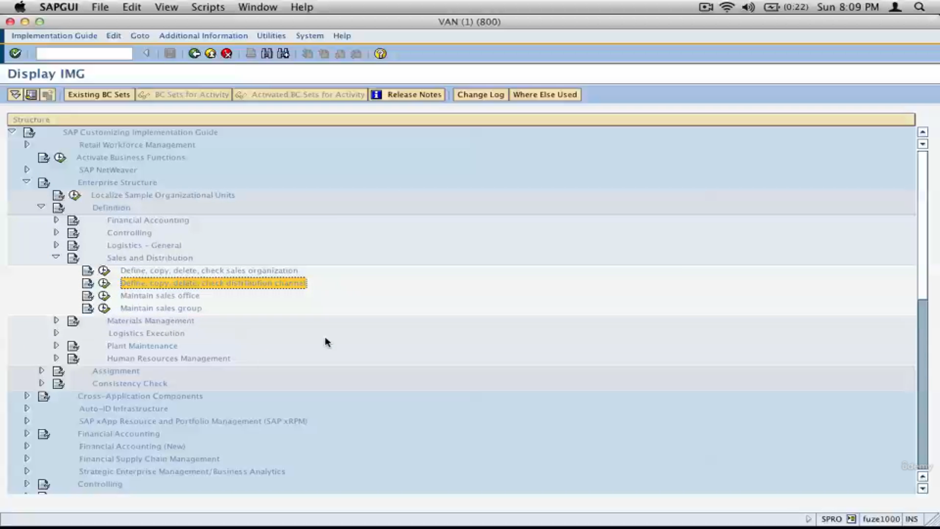 SAPGUI File Edit View Scripts Window Help (0:22) Sun 8:09 PM
VAN (1) (800)
Implementation Guide Edit Goto Additional Information Utilities System Help
Display IMG
Existing BC Sets BC Sets for Activity Activated BC Sets for Activity Release Notes Change Log Where Else Used
Structure
SAP Customizing Implementation Guide
Retail Workforce Management
Activate Business Functions
SAP NetWeaver
Enterprise Structure
Localize Sample Organizational Units
Definition
Financial Accounting
Controlling
Logistics - General
Sales and Distribution
Define, copy, delete, check sales organization
Define, copy, delete, check distribution channel
Maintain sales office
Maintain sales group
Materials Management
Logistics Execution
Plant Maintenance
Human Resources Management
Assignment
Consistency Check
Cross-Application Components
Auto-ID Infrastructure
SAP xApp Resource and Portfolio Management (SAP xRPM)
Financial Accounting
Financial Accounting (New)
Financial Supply Chain Management
Strategic Enterprise Management/Business Analytics
Controlling
Udemy
SPRO fuze1000 INS